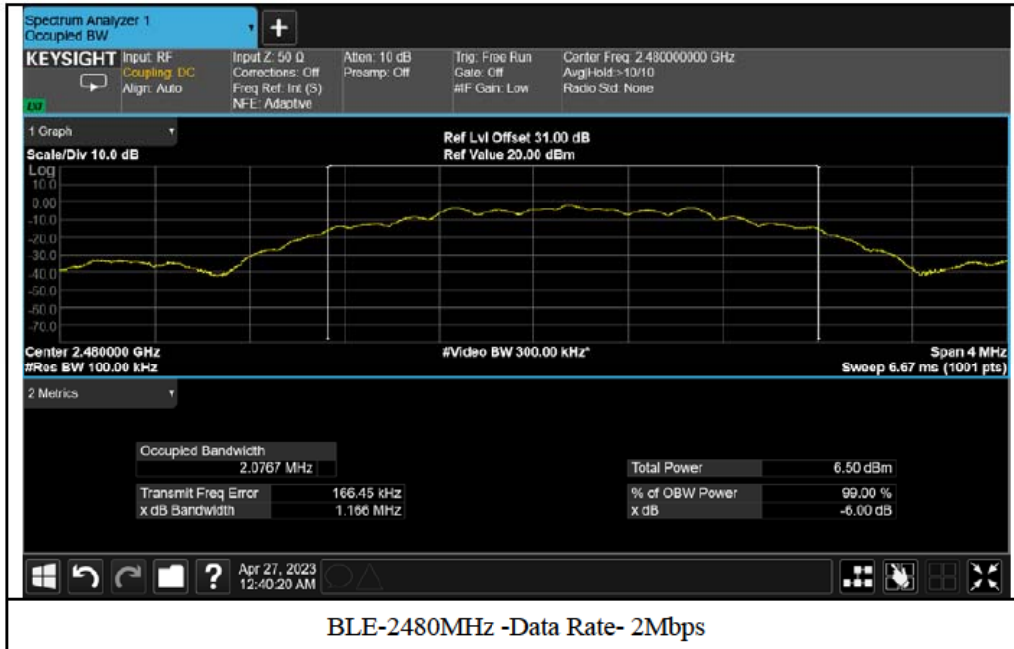 Spectrum Analyzer 1
Occupied BW
+
KEYSIGHT Input: RF Input Z: 50 Ω Atten: 10 dB Trig: Free Run Center Freq: 2.480000000 GHz
Coupling: DC Corrections: Off Preamp: Off Gate: Off Avg|Hold:>10/10
Align: Auto Freq Ref: Int (S) #IF Gain: Low Radio Std: None
NFE: Adaptive
1 Graph Ref Lvl Offset 31.00 dB
Scale/Div 10.0 dB Ref Value 20.00 dBm
Log
10.0
0.00
-10.0
-20.0
-30.0
-40.0
-50.0
-60.0
-70.0
Center 2.480000 GHz #Video BW 300.00 kHz* Span 4 MHz
#Res BW 100.00 kHz Sweep 6.67 ms (1001 pts)
2 Metrics
Occupied Bandwidth
2.0767 MHz Total Power 6.50 dBm
Transmit Freq Error 166.45 kHz % of OBW Power 99.00 %
x dB Bandwidth 1.166 MHz x dB -6.00 dB
? Apr 27, 2023
12:40:20 AM
BLE-2480MHz -Data Rate- 2Mbps